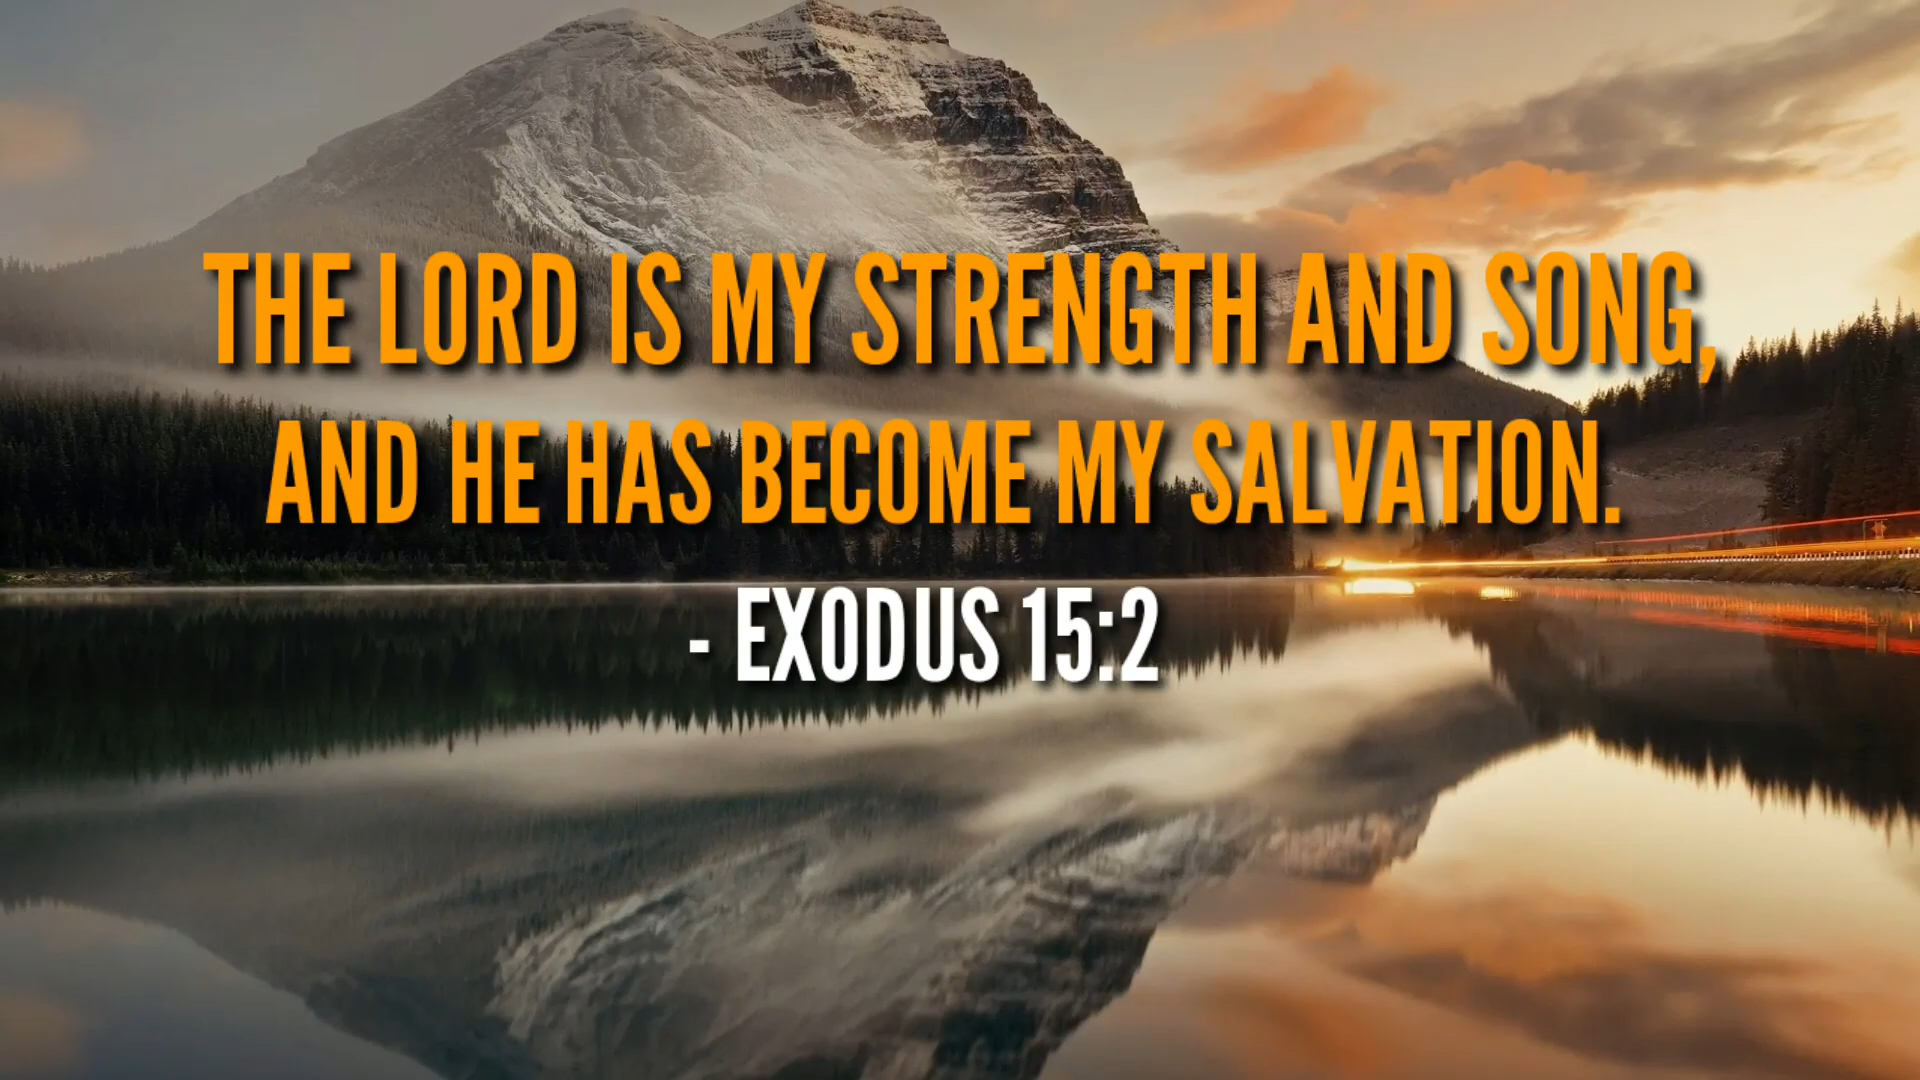 THE LORD IS MY STRENGTH AND SONG,
AND HE HAS BECOME MY SALVATION.
- EXODUS 15:2